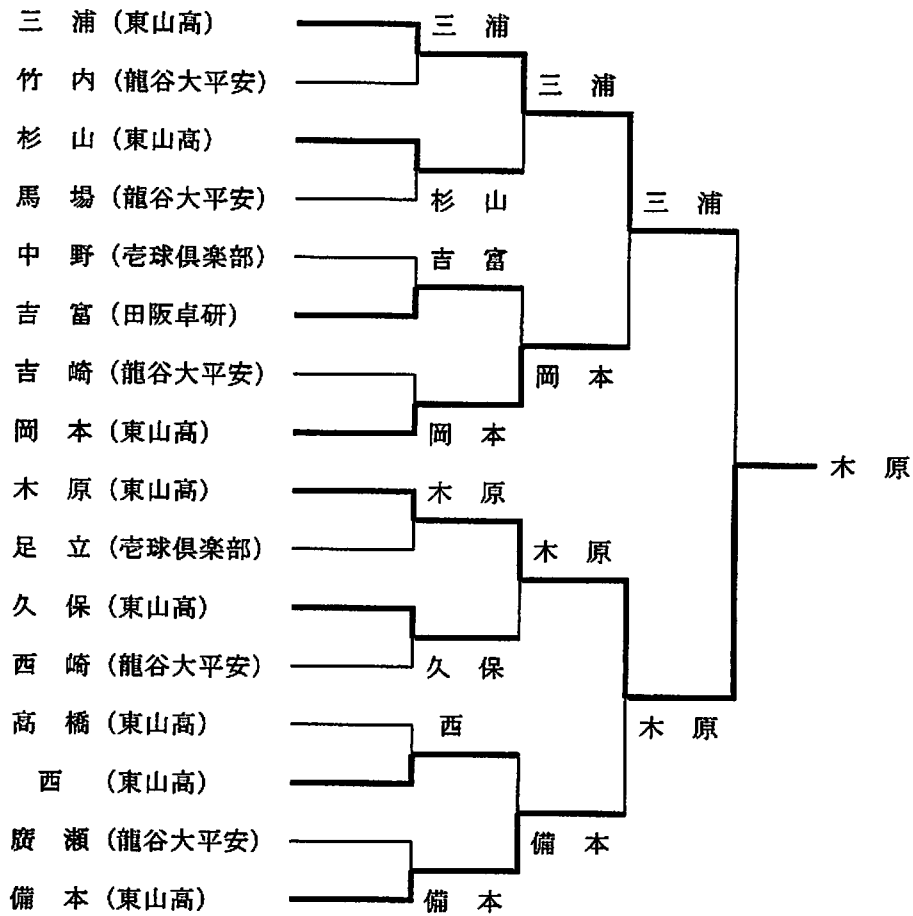 三 浦 (東山高)
三 浦
竹 内 (龍谷大平安)
三 浦
杉 山 (東山高)
馬 場 (龍谷大平安)
杉 山
三 浦
中 野 (壱球倶楽部)
吉 富
吉 富 (田阪卓研)
吉 崎 (龍谷大平安)
岡 本
岡 本 (東山高)
岡 本
木 原
木 原 (東山高)
木 原
足 立 (壱球倶楽部)
木 原
久 保 (東山高)
西 崎 (龍谷大平安)
久 保
高 橋 (東山高)
西
木 原
西 (東山高)
廣 瀬 (龍谷大平安)
備 本
備 本 (東山高)
備 本